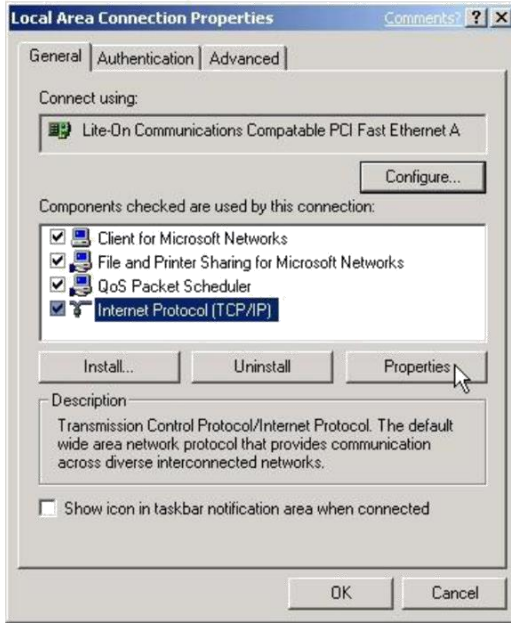 Local Area Connection Properties Comments? ? X
General Authentication Advanced
Connect using:
Lite-On Communications Compatable PCI Fast Ethernet A
Configure...
Components checked are used by this connection:
Client for Microsoft Networks
File and Printer Sharing for Microsoft Networks
QoS Packet Scheduler
Internet Protocol (TCP/IP)
Install... Uninstall Properties
Description
Transmission Control Protocol/Internet Protocol. The default
wide area network protocol that provides communication
across diverse interconnected networks.
Show icon in taskbar notification area when connected
OK Cancel